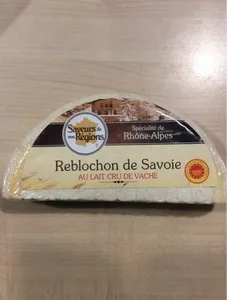 Saveurs de
nos Régions
Spécialité de
Rhône-Alpes
Reblochon de Savoie
AU LAIT CRU DE VACHE